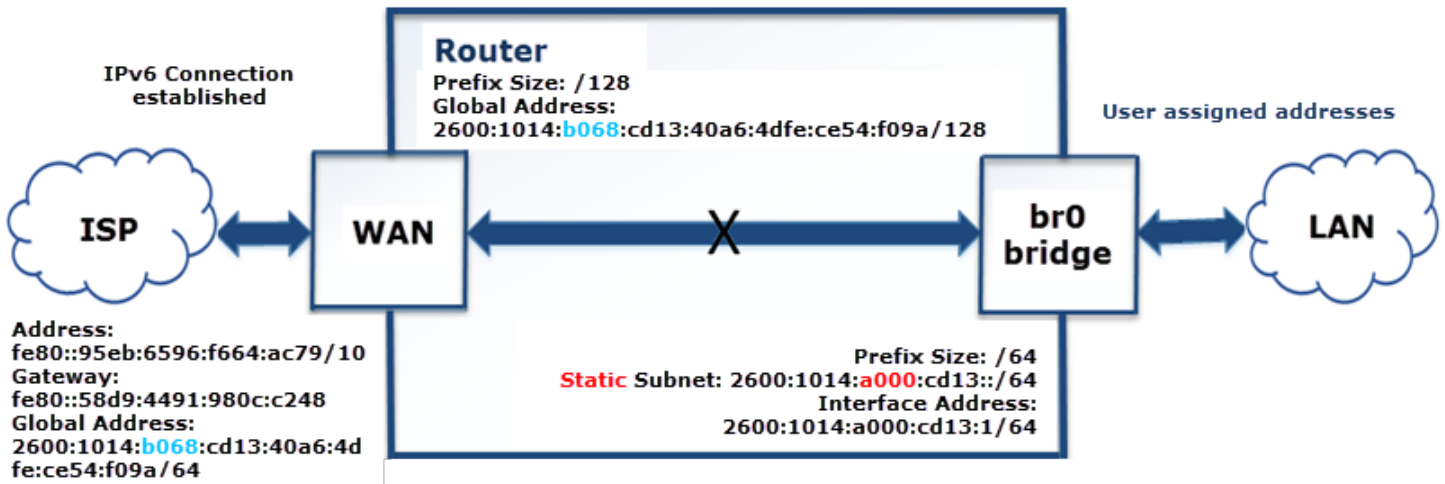 Router
Prefix Size: /128
Global Address:
2600:1014:b068:cd13:40a6:4dfe:ce54:f09a/128
IPv6 Connection
established
User assigned addresses
ISP
WAN
X
br0
bridge
LAN
Address:
fe80::95eb:6596:f664:ac79/10
Gateway:
fe80::58d9:4491:980c:c248
Global Address:
2600:1014:b068:cd13:40a6:4d
fe:ce54:f09a/64
Prefix Size: /64
Static Subnet: 2600:1014:a000:cd13::/64
Interface Address:
2600:1014:a000:cd13:1/64